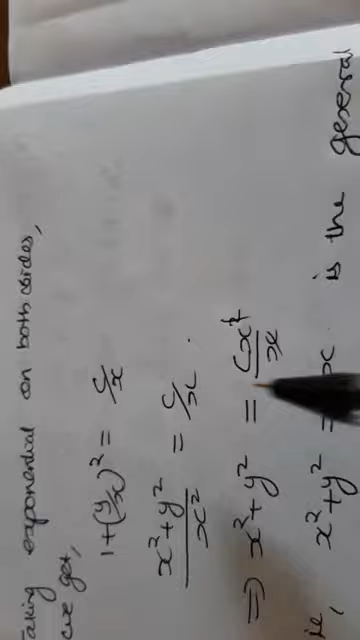 Taking exponential on both sides,
we get,
1+(y/x)² = C/x
x²+y²/x² = C/x.
⇒ x²+y² = Cx²/x
ie, x²+y² = x. is the general